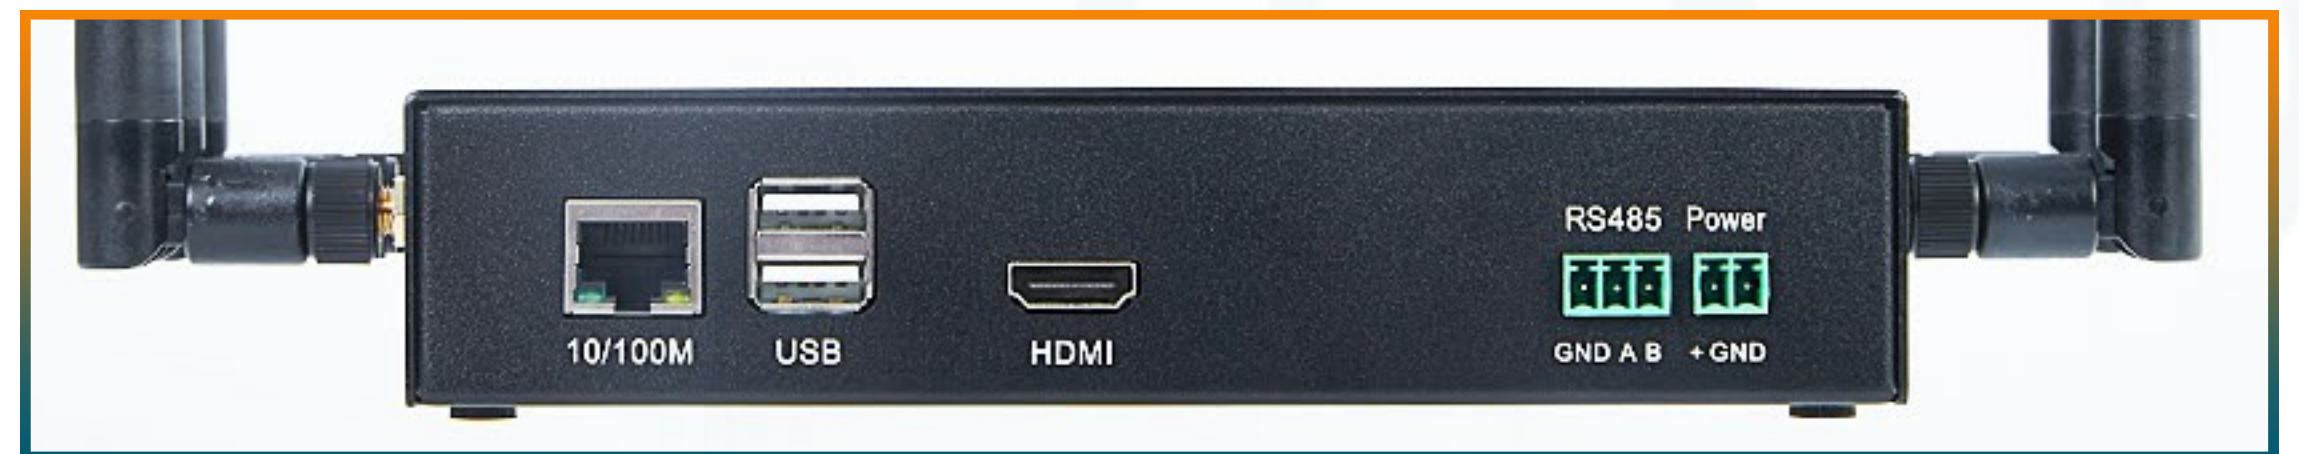 RS485 Power
10/100M USB HDMI GND A B + GND